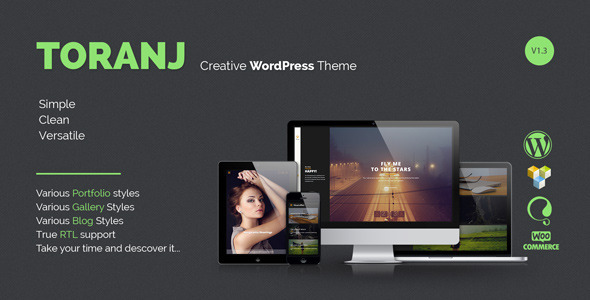 TORANJ
Creative WordPress Theme
V1.3
Simple
Clean
Versatile
Various Portfolio styles
Various Gallery Styles
Various Blog Styles
True RTL support
Take your time and descover it...
HAPPY!
FLY ME
TO THE STARS
WOO
COMMERCE